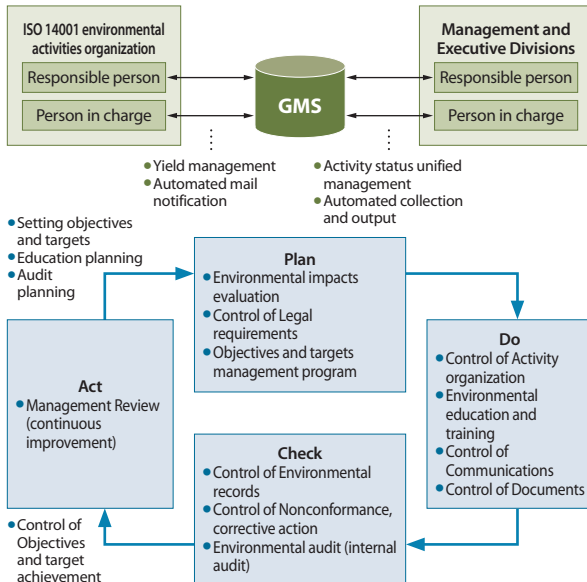 ISO 14001 environmental
activities organization
Responsible person
Person in charge
GMS
Management and
Executive Divisions
Responsible person
Person in charge
• Yield management
• Automated mail
notification
• Activity status unified
management
• Automated collection
and output
• Setting objectives
and targets
• Education planning
• Audit
planning
Plan
• Environmental impacts
evaluation
• Control of Legal
requirements
• Objectives and targets
management program
Do
• Control of Activity
organization
• Environmental
education and
training
• Control of
Communications
• Control of Documents
Check
• Control of Environmental
records
• Control of Nonconformance,
corrective action
• Environmental audit (internal
audit)
Act
• Management Review
(continuous
improvement)
• Control of
Objectives
and target
achievement